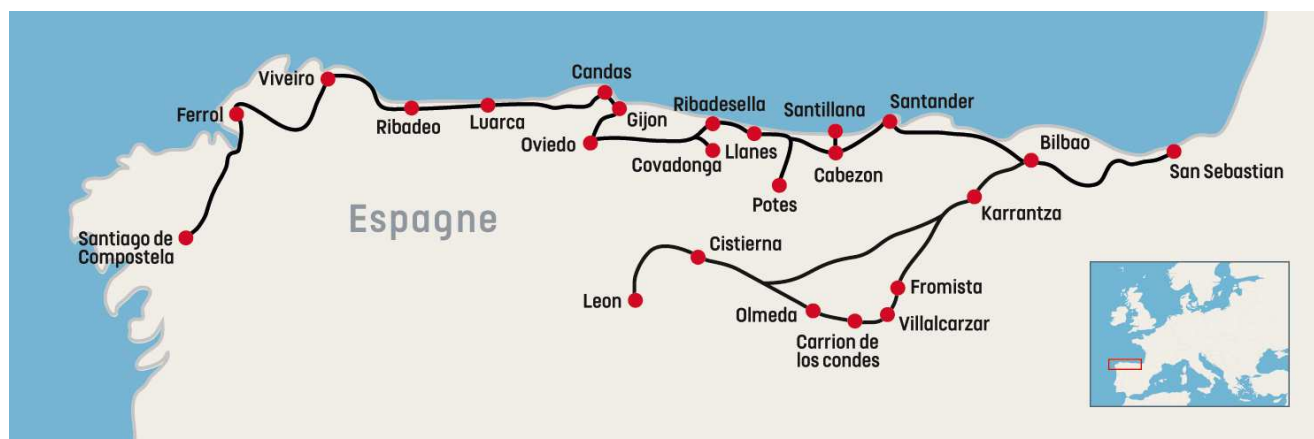 Viveiro
Ferrol
Ribadeo
Luarca
Candas
Gijon
Oviedo
Ribadesella
Covadonga
Llanes
Santillana
Cabezon
Potes
Santander
Bilbao
San Sebastian
Karrantza
Santiago de
Compostela
Espagne
Cistierna
Leon
Olmeda
Carrion de
los condes
Villalcarzar
Fromista